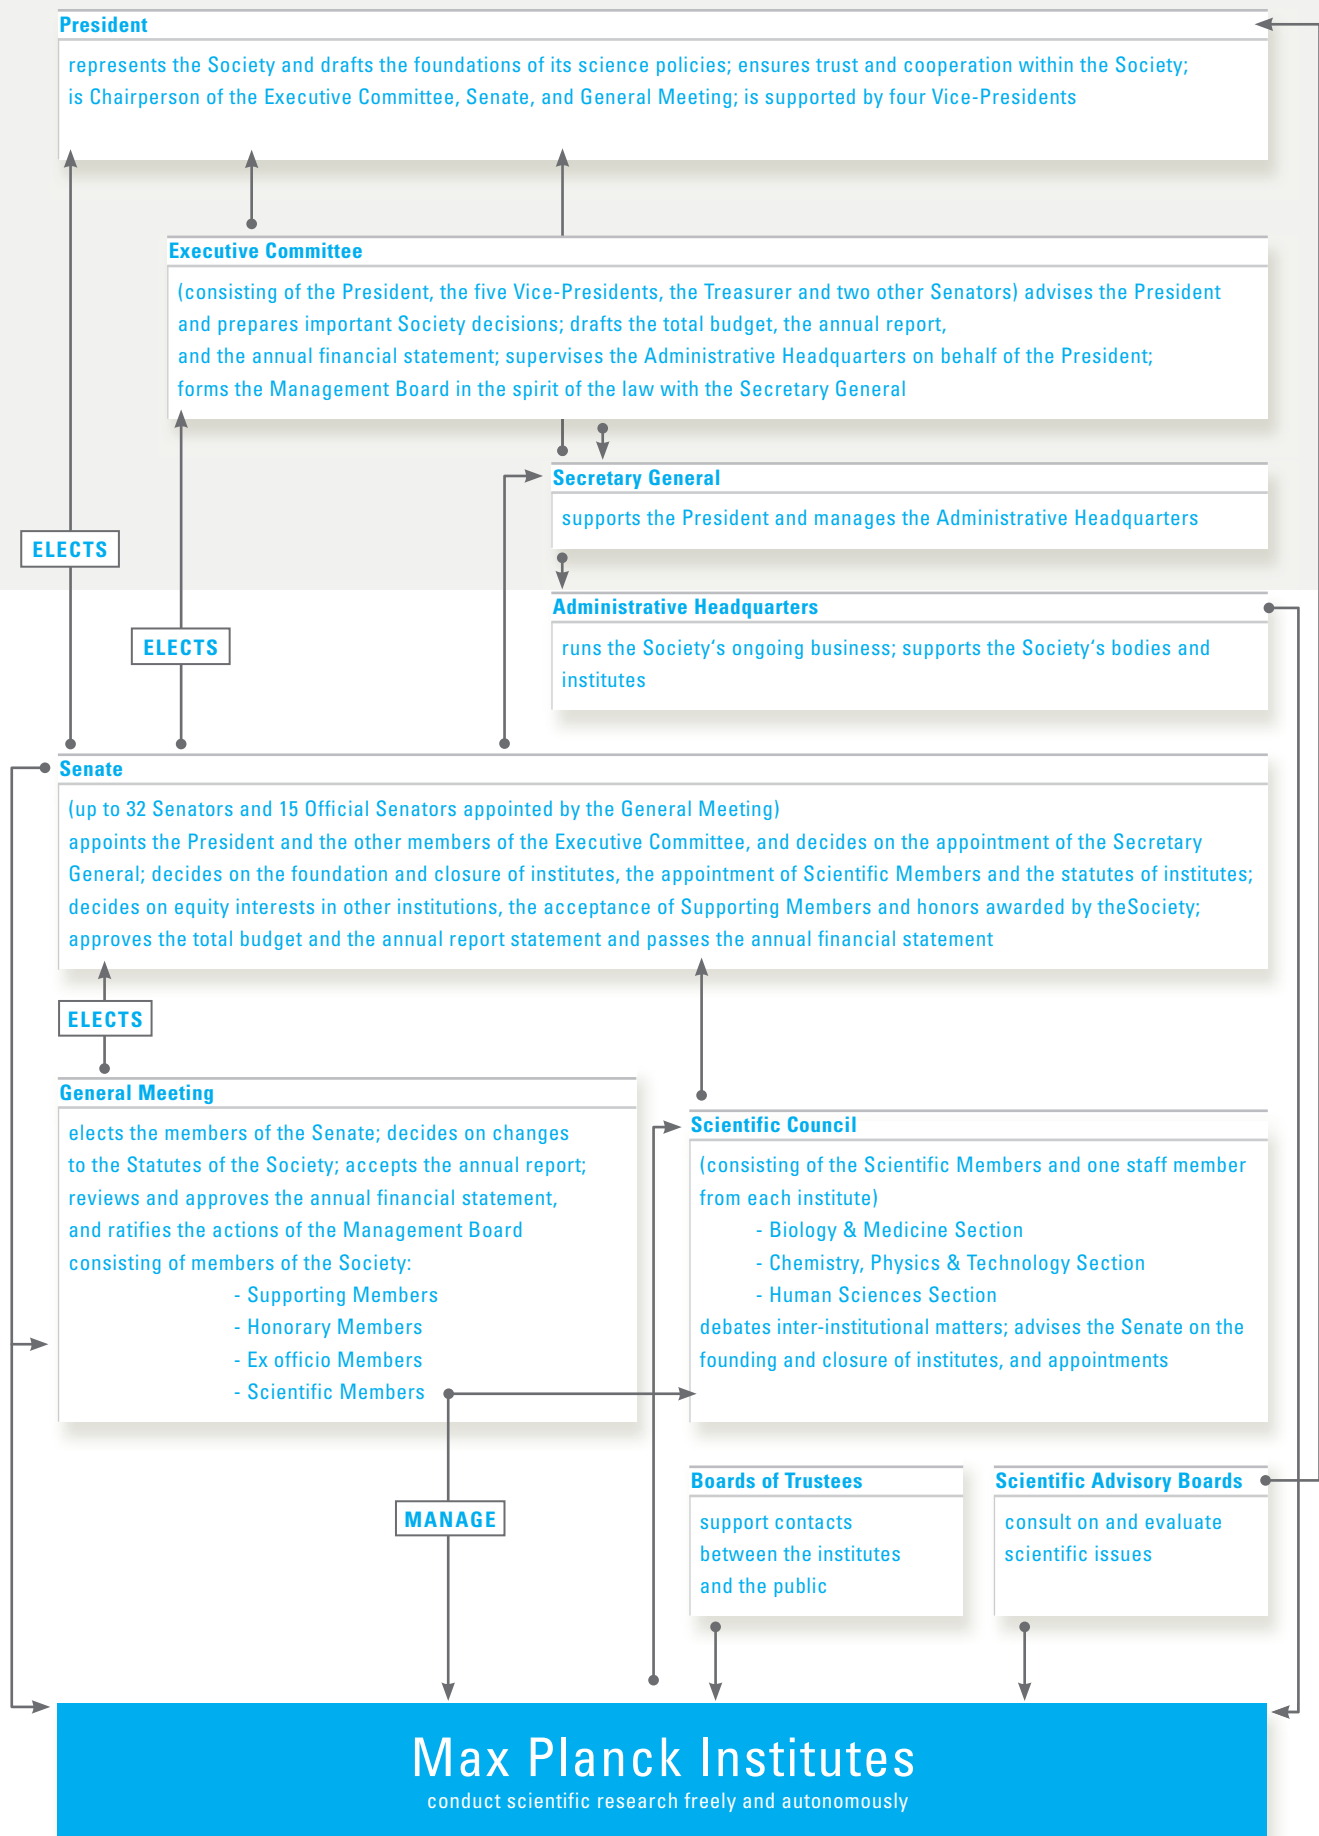 President
represents the Society and drafts the foundations of its science policies; ensures trust and cooperation within the Society;
is Chairperson of the Executive Committee, Senate, and General Meeting; is supported by four Vice-Presidents
Executive Committee
(consisting of the President, the five Vice-Presidents, the Treasurer and two other Senators) advises the President
and prepares important Society decisions; drafts the total budget, the annual report,
and the annual financial statement; supervises the Administrative Headquarters on behalf of the President;
forms the Management Board in the spirit of the law with the Secretary General
Secretary General
supports the President and manages the Administrative Headquarters
ELECTS
Administrative Headquarters
runs the Society‘s ongoing business; supports the Society‘s bodies and
institutes
ELECTS
Senate
(up to 32 Senators and 15 Official Senators appointed by the General Meeting)
appoints the President and the other members of the Executive Committee, and decides on the appointment of the Secretary
General; decides on the foundation and closure of institutes, the appointment of Scientific Members and the statutes of institutes;
decides on equity interests in other institutions, the acceptance of Supporting Members and honors awarded by theSociety;
approves the total budget and the annual report statement and passes the annual financial statement
ELECTS
General Meeting
elects the members of the Senate; decides on changes
to the Statutes of the Society; accepts the annual report;
reviews and approves the annual financial statement,
and ratifies the actions of the Management Board
consisting of members of the Society:
- Supporting Members
- Honorary Members
- Ex officio Members
- Scientific Members
Scientific Council
(consisting of the Scientific Members and one staff member
from each institute)
- Biology & Medicine Section
- Chemistry, Physics & Technology Section
- Human Sciences Section
debates inter-institutional matters; advises the Senate on the
founding and closure of institutes, and appointments
MANAGE
Boards of Trustees
support contacts
between the institutes
and the public
Scientific Advisory Boards
consult on and evaluate
scientific issues
Max Planck Institutes
conduct scientific research freely and autonomously